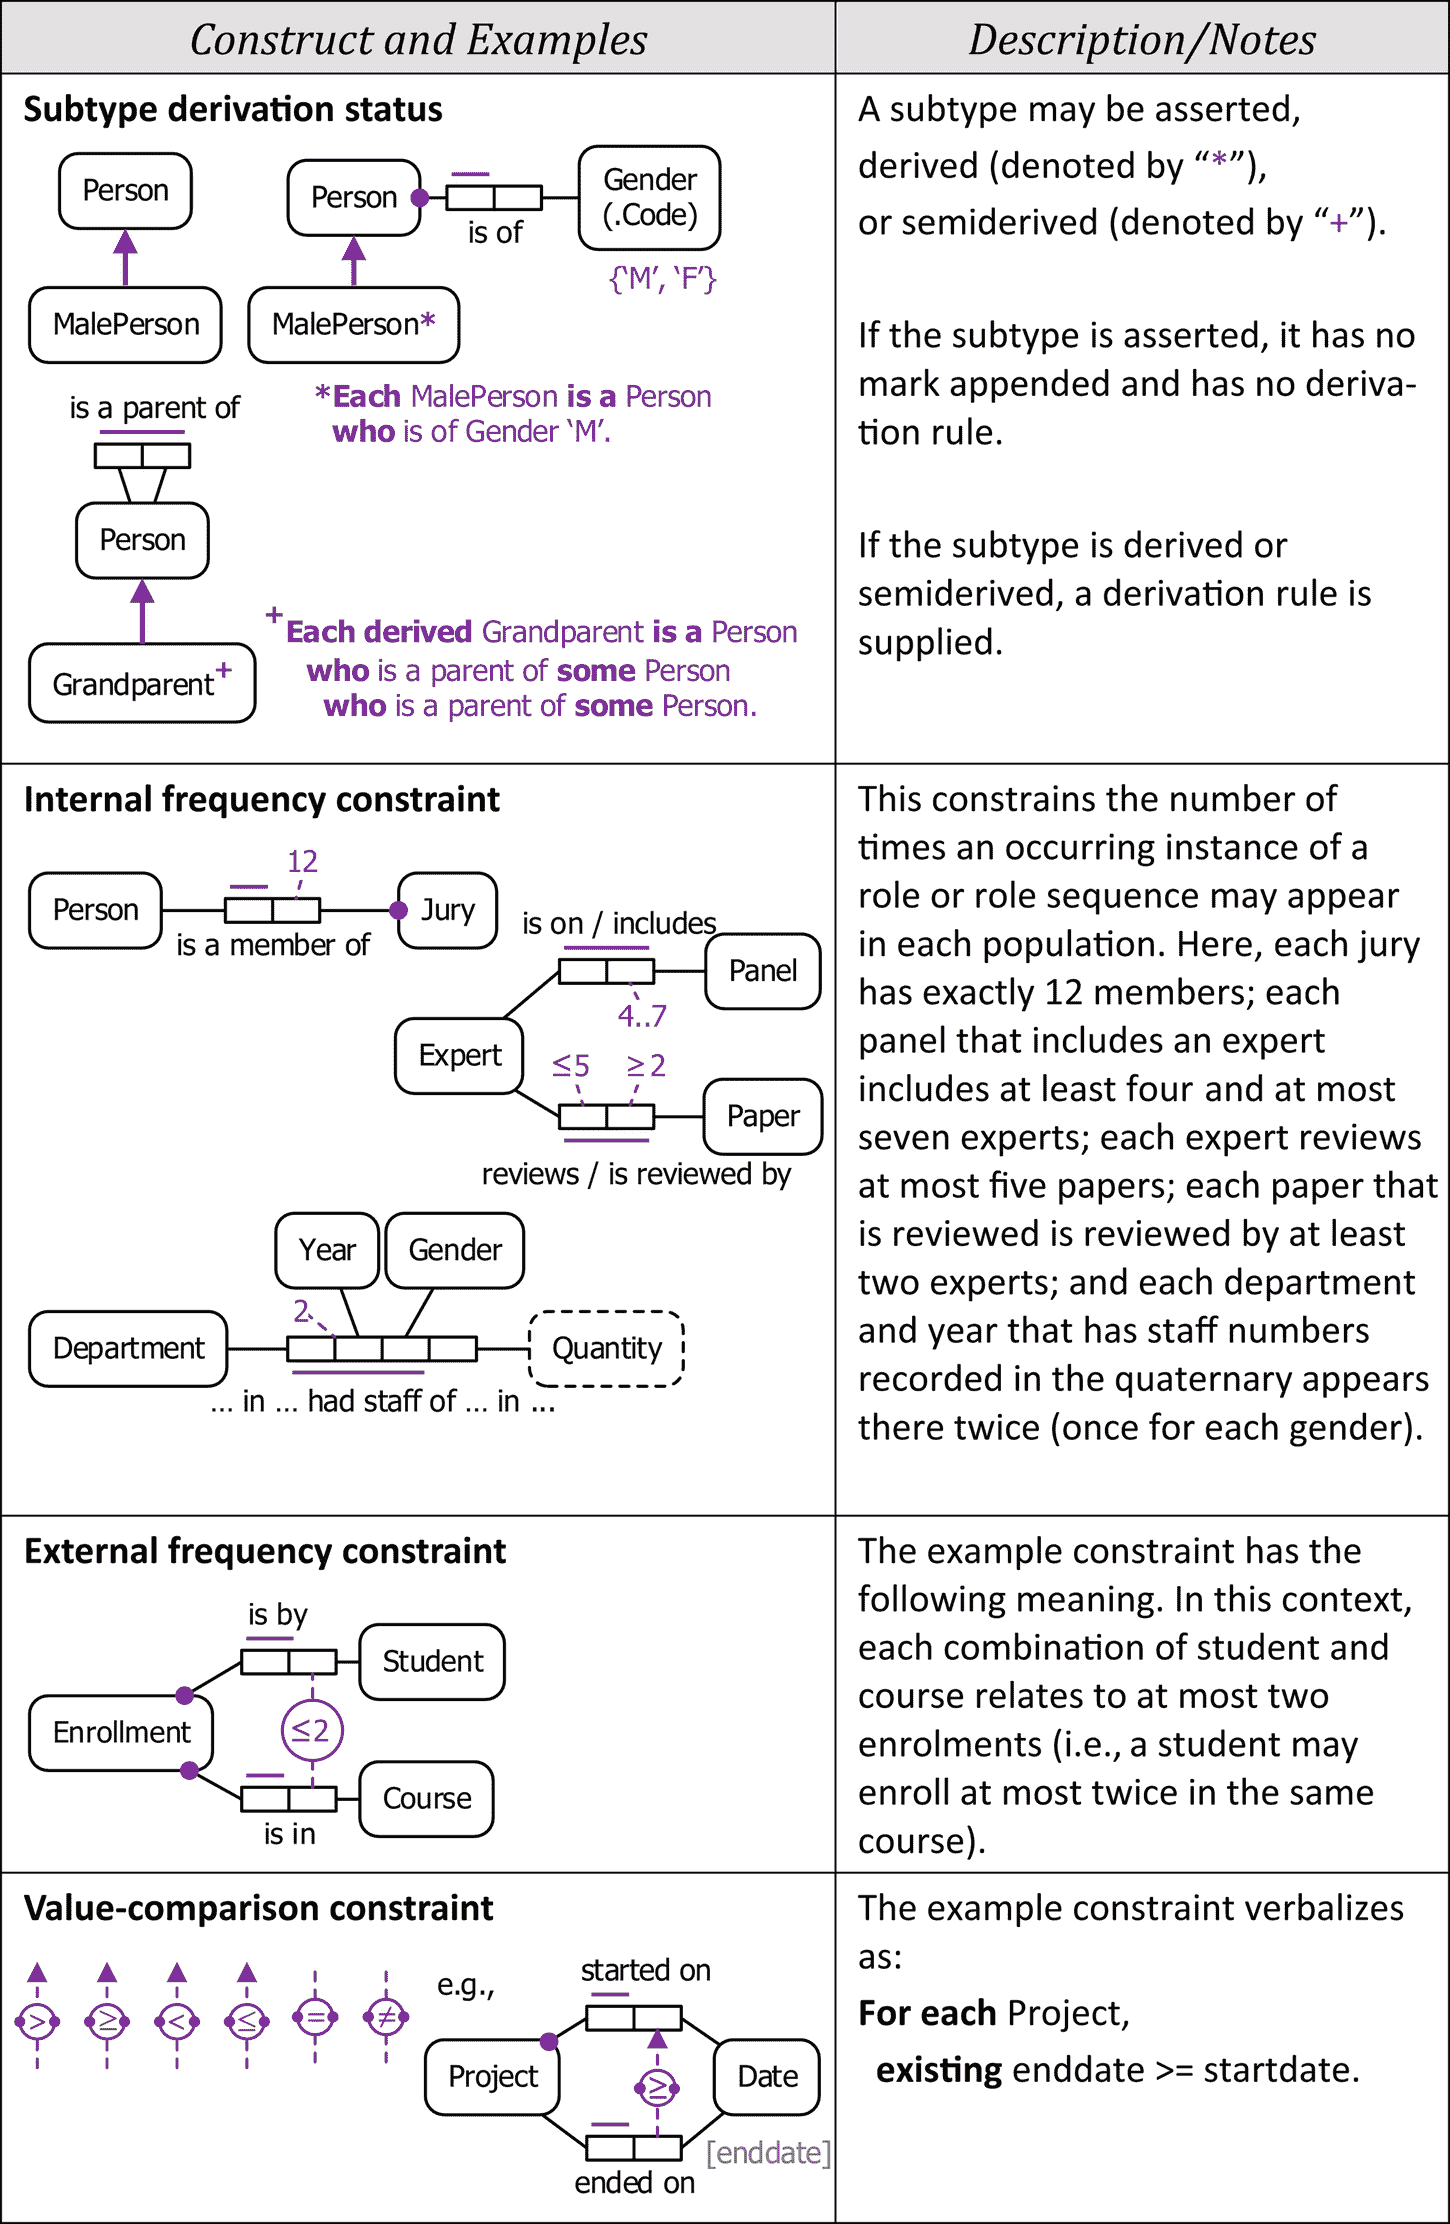 Construct and Examples
Description/Notes
Subtype derivation status
Person
MalePerson
Person
is of
Gender
(.Code)
{‘M’, ‘F’}
MalePerson*
*Each MalePerson is a Person
who is of Gender ‘M’.
is a parent of
Person
Grandparent+
+Each derived Grandparent is a Person
who is a parent of some Person
who is a parent of some Person.
A subtype may be asserted,
derived (denoted by “*”),
or semiderived (denoted by “+”).
If the subtype is asserted, it has no
mark appended and has no deriva-
tion rule.
If the subtype is derived or
semiderived, a derivation rule is
supplied.
Internal frequency constraint
12
Person
Jury
is a member of
is on / includes
Panel
4..7
Expert
≤5
≥2
Paper
reviews / is reviewed by
Year
Gender
2
Department
Quantity
... in ... had staff of ... in ...
This constrains the number of
times an occurring instance of a
role or role sequence may appear
in each population. Here, each jury
has exactly 12 members; each
panel that includes an expert
includes at least four and at most
seven experts; each expert reviews
at most five papers; each paper that
is reviewed is reviewed by at least
two experts; and each department
and year that has staff numbers
recorded in the quaternary appears
there twice (once for each gender).
External frequency constraint
is by
Student
Enrollment
≤2
Course
is in
The example constraint has the
following meaning. In this context,
each combination of student and
course relates to at most two
enrolments (i.e., a student may
enroll at most twice in the same
course).
Value-comparison constraint
> ≥ < ≤ = ≠
e.g.,
started on
Project
≥
Date
[enddate]
ended on
The example constraint verbalizes
as:
For each Project,
existing enddate >= startdate.